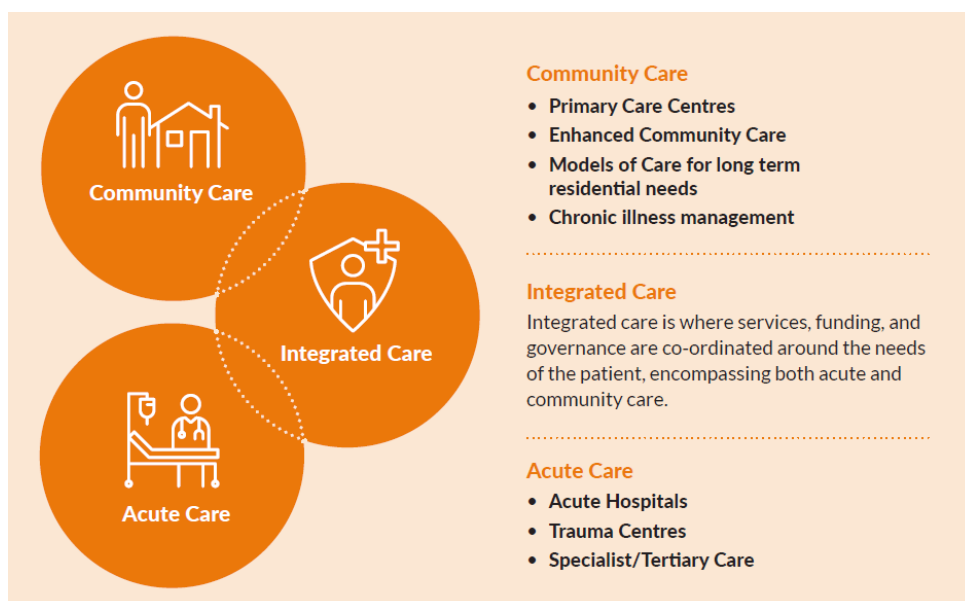 Community Care
Integrated Care
Acute Care
Community Care
• Primary Care Centres
• Enhanced Community Care
• Models of Care for long term
residential needs
• Chronic illness management
Integrated Care
Integrated care is where services, funding, and
governance are co-ordinated around the needs
of the patient, encompassing both acute and
community care.
Acute Care
• Acute Hospitals
• Trauma Centres
• Specialist/Tertiary Care